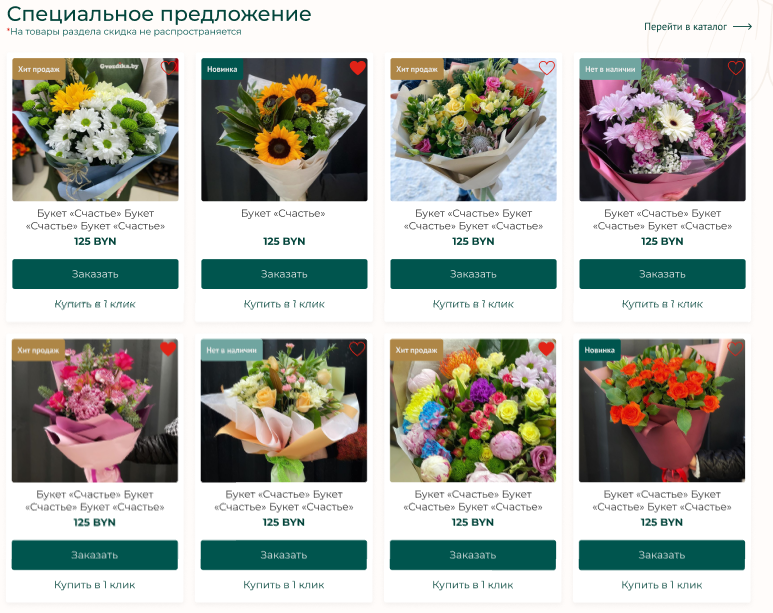 Специальное предложение
*На товары раздела скидка не распространяется
Перейти в каталог
Хит продаж
Новинка
Хит продаж
Нет в наличии
Букет «Счастье» Букет
«Счастье» Букет «Счастье»
125 BYN
Заказать
Купить в 1 клик
Букет «Счастье»
125 BYN
Заказать
Купить в 1 клик
Букет «Счастье» Букет
«Счастье» Букет «Счастье»
125 BYN
Заказать
Купить в 1 клик
Букет «Счастье» Букет
«Счастье» Букет «Счастье»
125 BYN
Заказать
Купить в 1 клик
Хит продаж
Нет в наличии
Хит продаж
Новинка
Букет «Счастье» Букет
«Счастье» Букет «Счастье»
125 BYN
Заказать
Купить в 1 клик
Букет «Счастье» Букет
«Счастье» Букет «Счастье»
125 BYN
Заказать
Купить в 1 клик
Букет «Счастье» Букет
«Счастье» Букет «Счастье»
125 BYN
Заказать
Купить в 1 клик
Букет «Счастье» Букет
«Счастье» Букет «Счастье»
125 BYN
Заказать
Купить в 1 клик